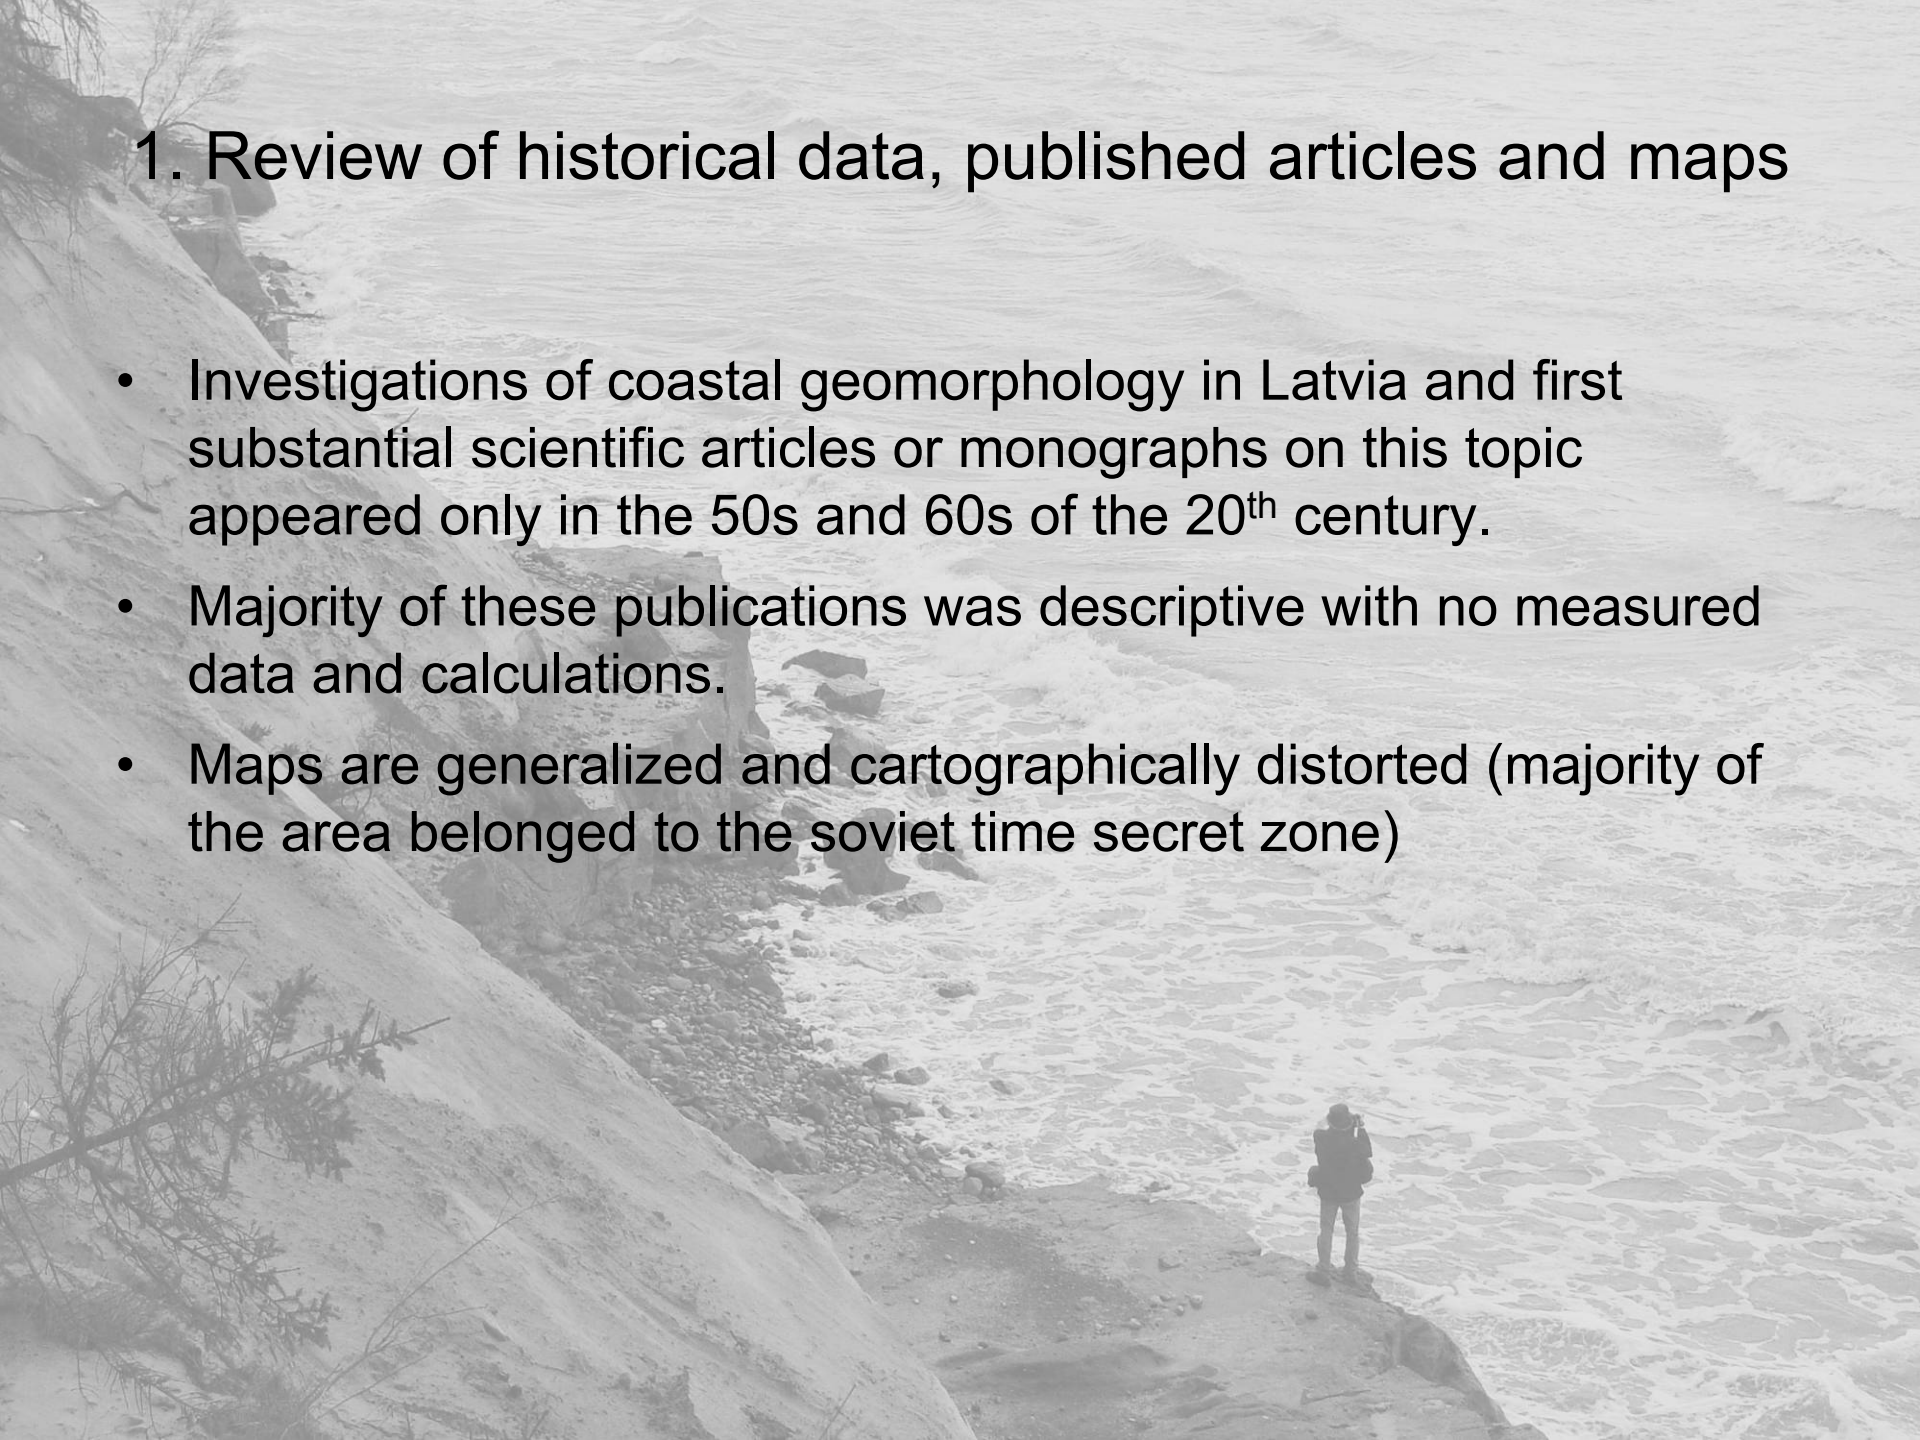 1. Review of historical data, published articles and maps
• Investigations of coastal geomorphology in Latvia and first
substantial scientific articles or monographs on this topic
appeared only in the 50s and 60s of the 20th century.
• Majority of these publications was descriptive with no measured
data and calculations.
• Maps are generalized and cartographically distorted (majority of
the area belonged to the soviet time secret zone)